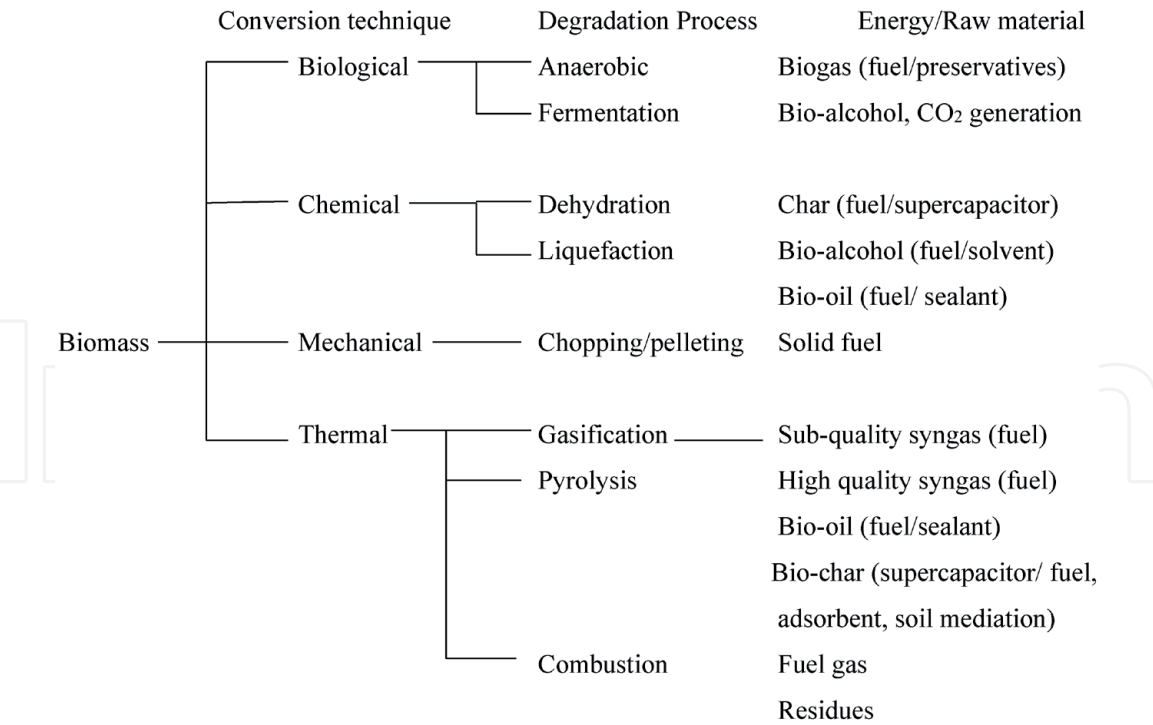 Conversion technique Degradation Process Energy/Raw material
Biological Anaerobic Biogas (fuel/preservatives)
Fermentation Bio-alcohol, CO₂ generation
Chemical Dehydration Char (fuel/supercapacitor)
Liquefaction Bio-alcohol (fuel/solvent)
Bio-oil (fuel/ sealant)
Biomass Mechanical Chopping/pelleting Solid fuel
Thermal Gasification Sub-quality syngas (fuel)
Pyrolysis High quality syngas (fuel)
Bio-oil (fuel/sealant)
Bio-char (supercapacitor/ fuel,
adsorbent, soil mediation)
Combustion Fuel gas
Residues